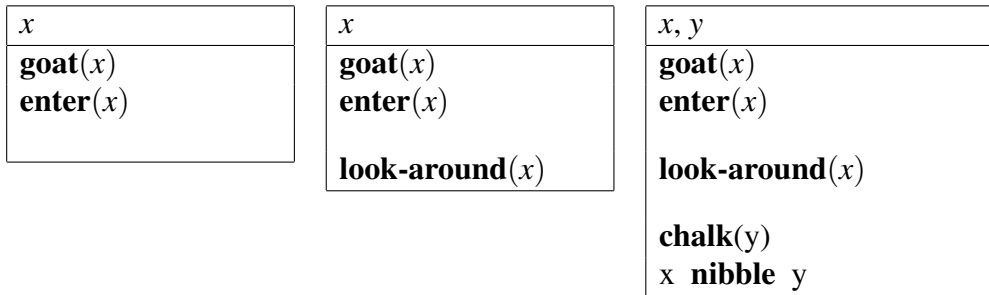 x
goat(x)
enter(x)
x
goat(x)
enter(x)
look-around(x)
x, y
goat(x)
enter(x)
look-around(x)
chalk(y)
x nibble y